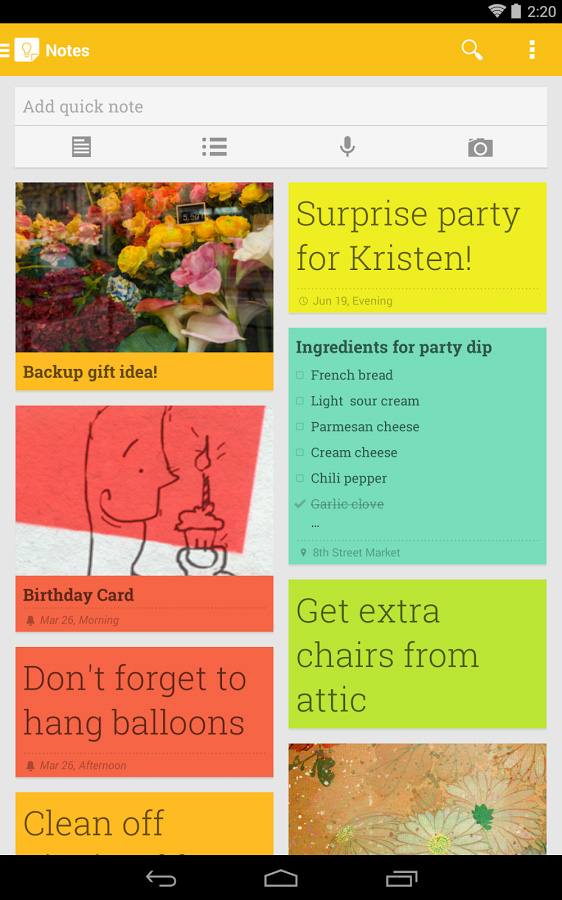 2:20
Notes
Add quick note
5,60
Backup gift idea!
Birthday Card
Mar 26, Morning
Don't forget to
hang balloons
Mar 26, Afternoon
Clean off
Surprise party
for Kristen!
Jun 19, Evening
Ingredients for party dip
French bread
Light  sour cream
Parmesan cheese
Cream cheese
Chili pepper
Garlic clove
...
8th Street Market
Get extra
chairs from
attic